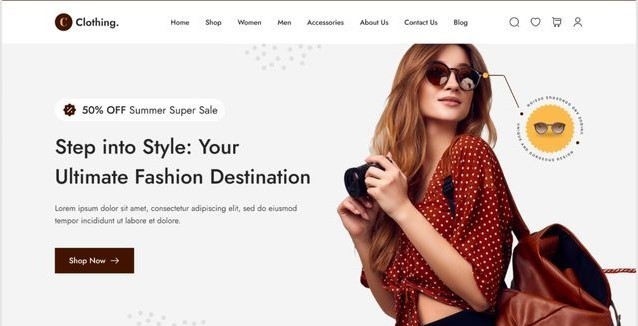 C Clothing.
Home Shop Women Men Accessories About Us Contact Us Blog
50% OFF Summer Super Sale
Step into Style: Your
Ultimate Fashion Destination
Lorem ipsum dolor sit amet, consectetur adipiscing elit, sed do eiusmod
tempor incididunt ut labore et dolore.
Shop Now